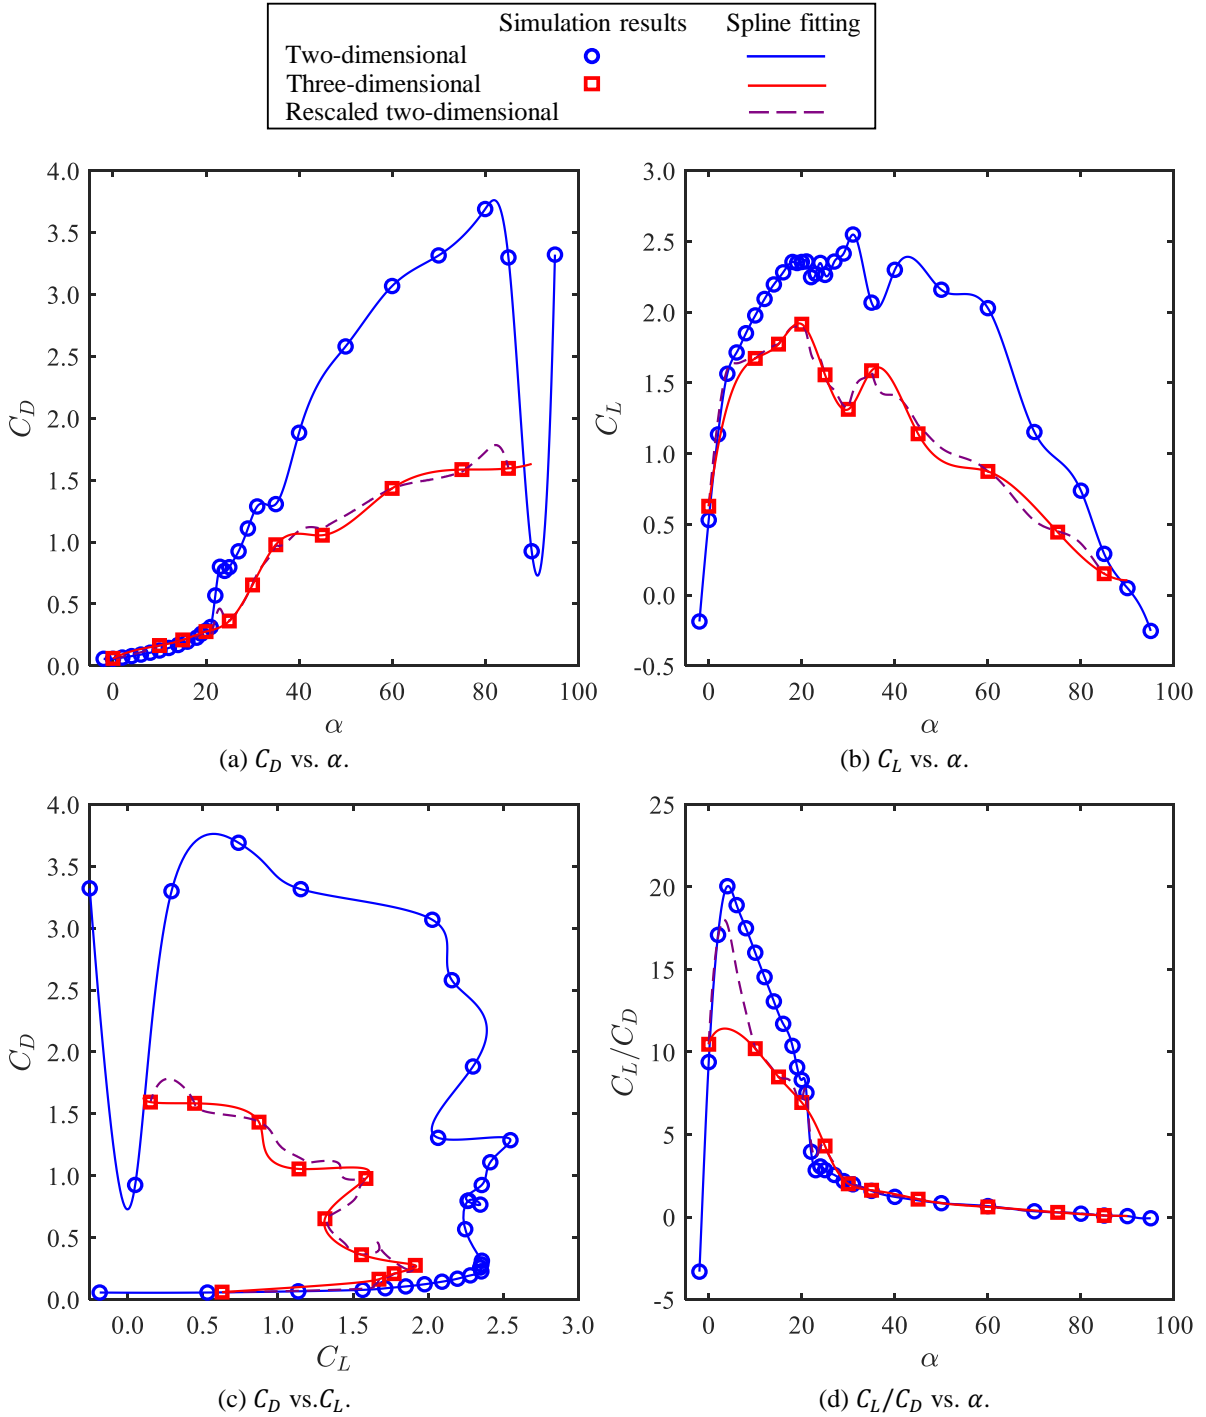 Simulation results Spline fitting
Two-dimensional
Three-dimensional
Rescaled two-dimensional
4.0
3.5
3.0
2.5
2.0
1.5
1.0
0.5
0.0
C_D
0 20 40 60 80 100
α
(a) C_D vs. α.
3.0
2.5
2.0
1.5
1.0
0.5
0.0
-0.5
C_L
0 20 40 60 80 100
α
(b) C_L vs. α.
4.0
3.5
3.0
2.5
2.0
1.5
1.0
0.5
0.0
C_D
0.0 0.5 1.0 1.5 2.0 2.5 3.0
C_L
(c) C_D vs.C_L.
25
20
15
10
5
0
-5
C_L/C_D
0 20 40 60 80 100
α
(d) C_L/C_D vs. α.